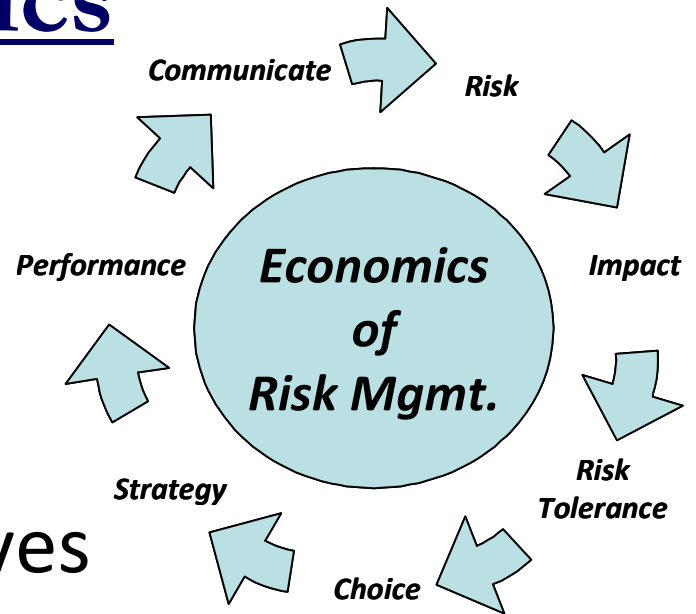 ics
Communicate
Risk
Performance
Economics
of
Risk Mgmt.
Impact
Strategy
Risk
Tolerance
ves
Choice